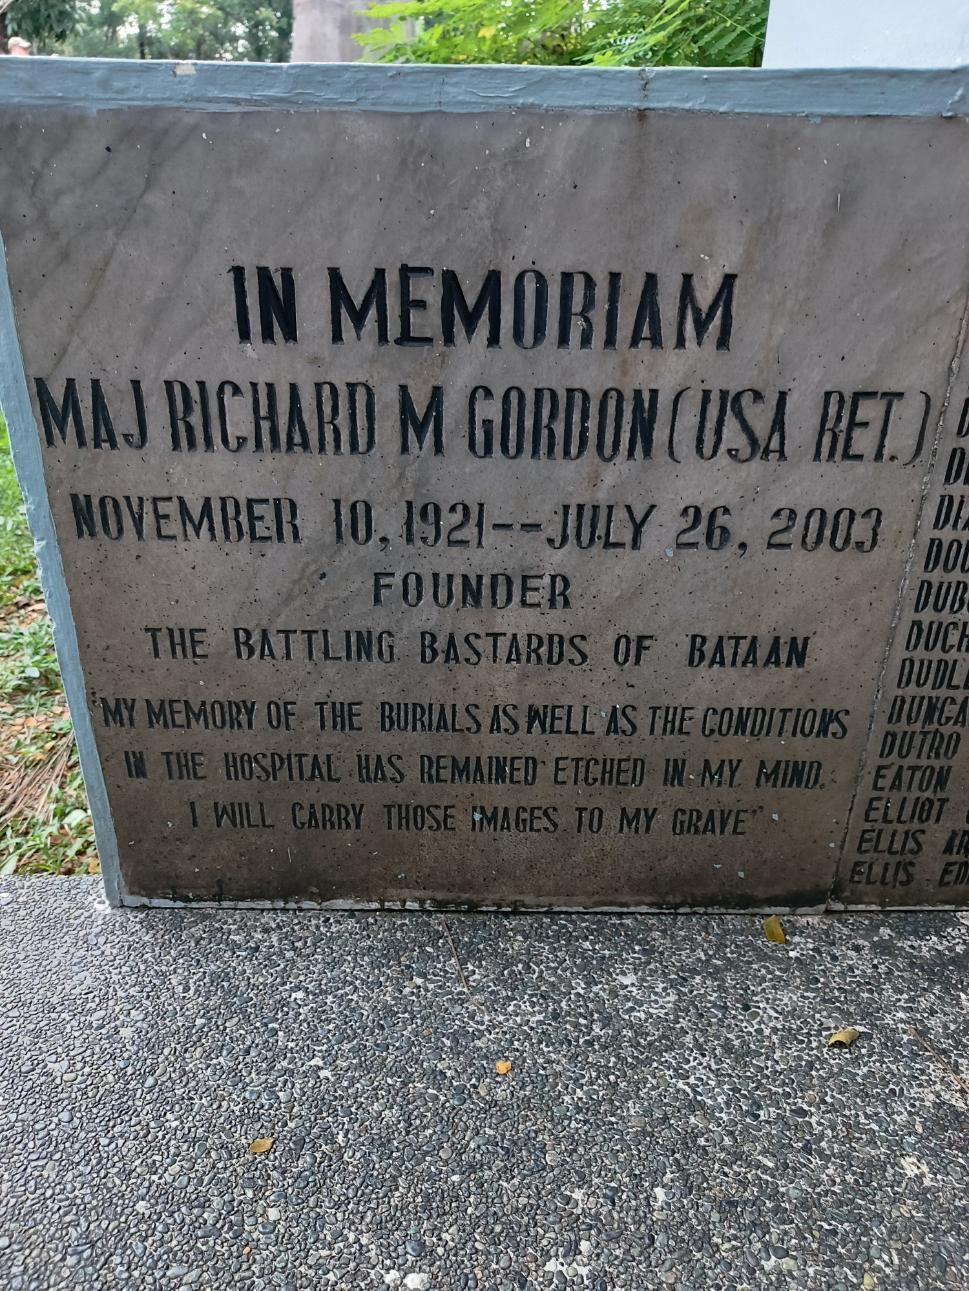 IN MEMORIAM
MAJ RICHARD M GORDON (USA RET.)
NOVEMBER 10, 1921--JULY 26, 2003
FOUNDER
THE BATTLING BASTARDS OF BATAAN
"MY MEMORY OF THE BURIALS AS WELL AS THE CONDITIONS
IN THE HOSPITAL HAS REMAINED ETCHED IN MY MIND.
I WILL CARRY THOSE IMAGES TO MY GRAVE"
DUTRO
EATON
ELLIOT
ELLIS
ELLIS